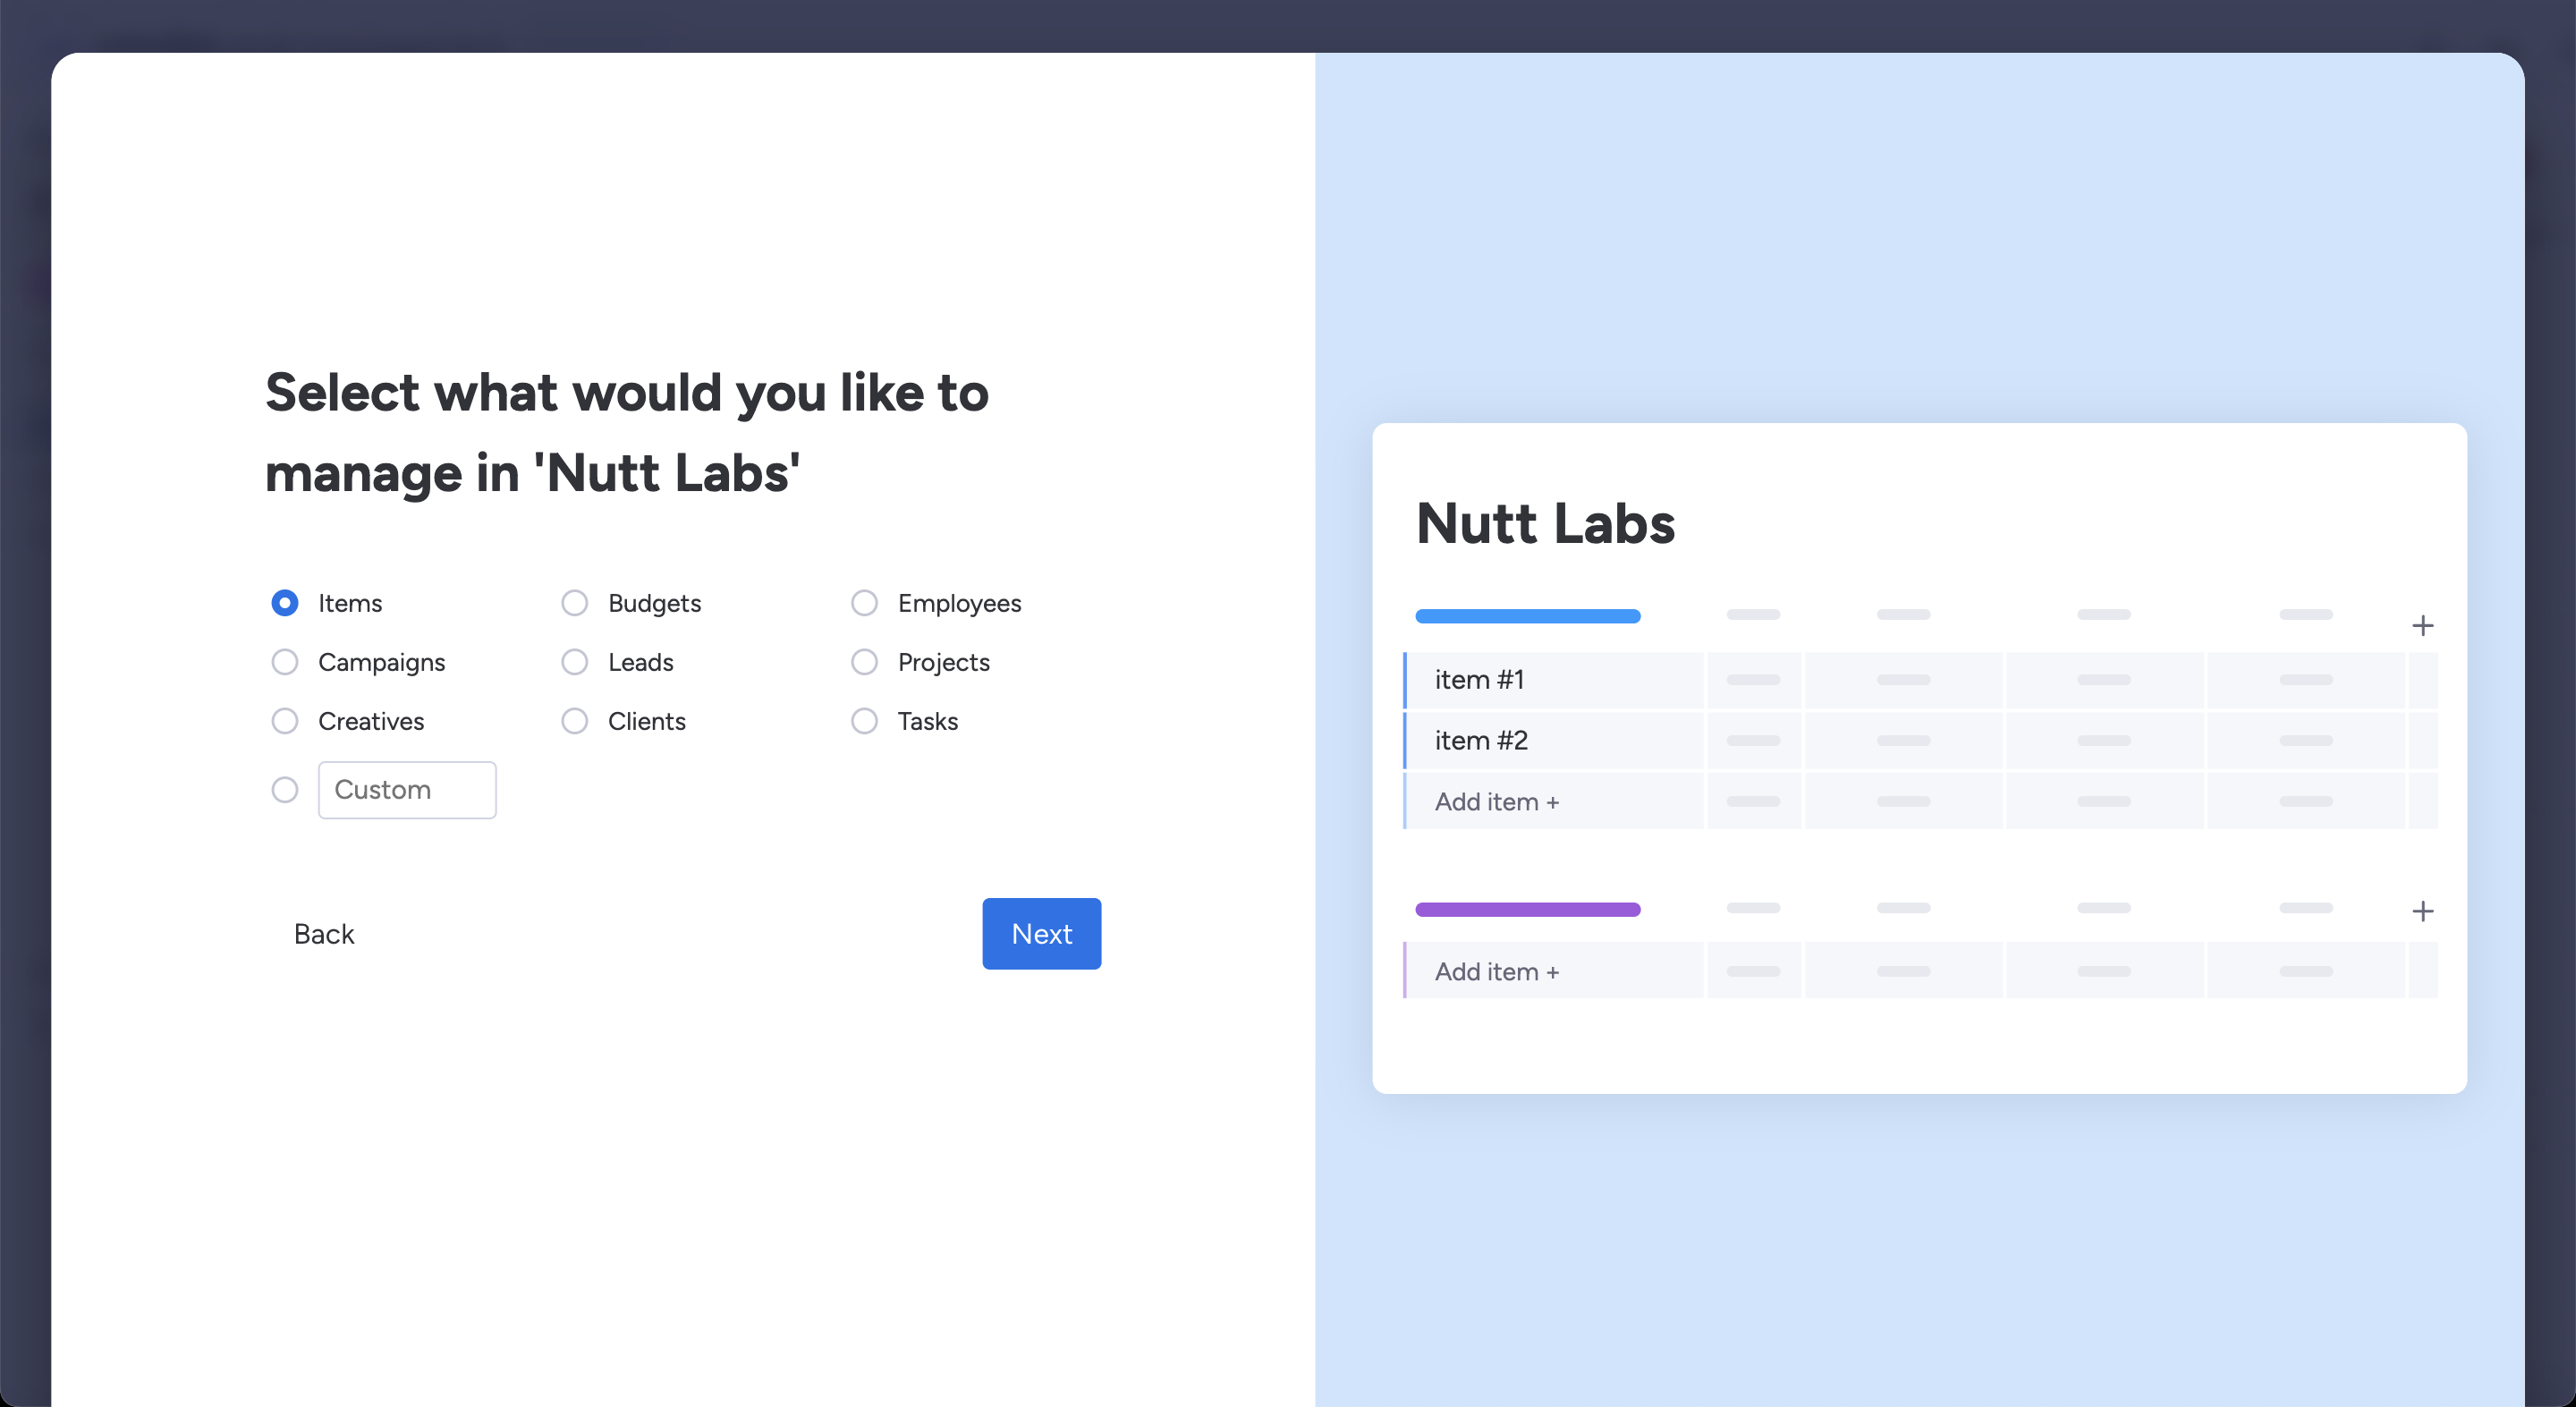 Select what would you like to
manage in 'Nutt Labs'
Items
Budgets
Employees
Campaigns
Leads
Projects
Creatives
Clients
Tasks
Custom
Back
Next
Nutt Labs
item #1
item #2
Add item +
Add item +